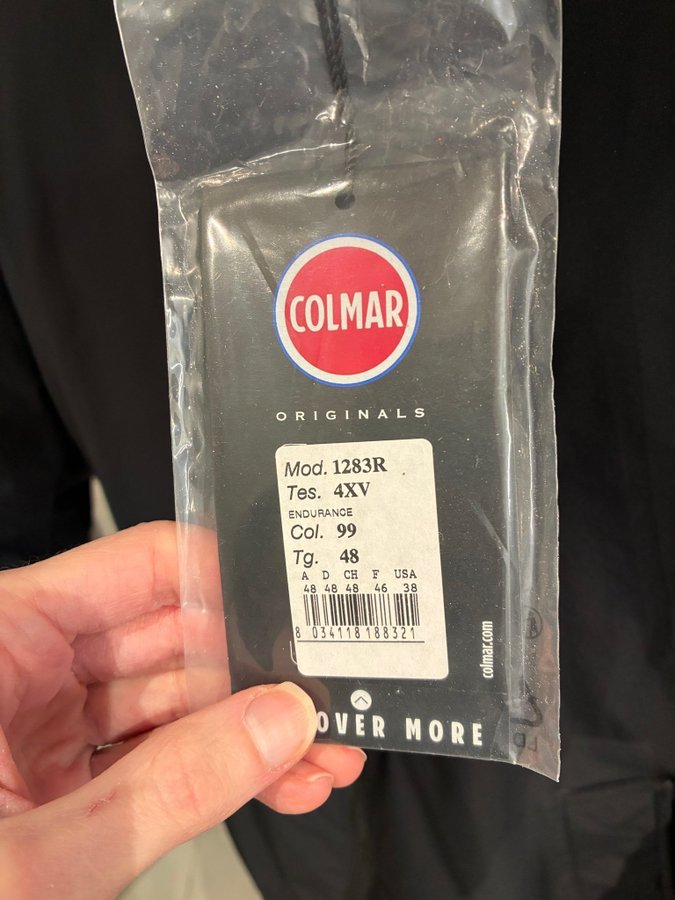 COLMAR
ORIGINALS
Mod. 1283R
Tes. 4XV
ENDURANCE
Col. 99
Tg. 48
A D CH F USA
48 48 48 46 38
8 034118 188321
colmar.com
OVER MORE